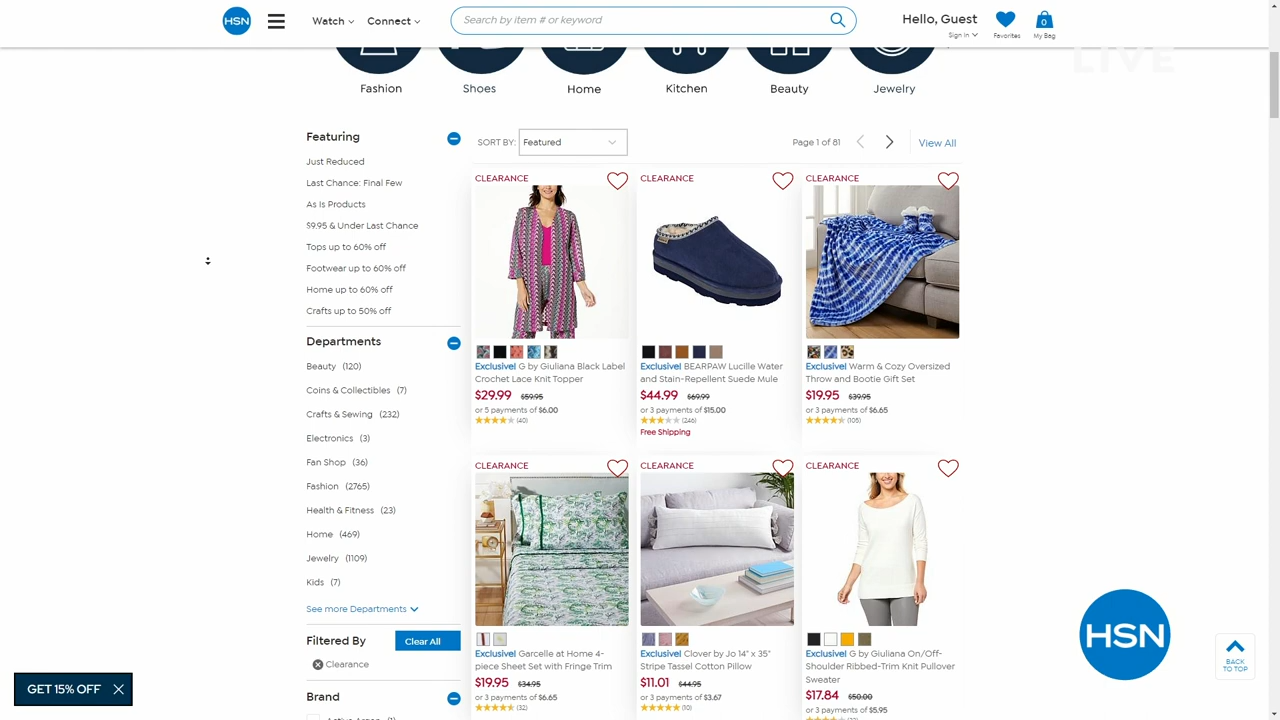 HSN
Watch
Connect
Search by item # or keyword
Hello, Guest
Sign In
Favorites
0
My Bag
LIVE
Fashion
Shoes
Home
Kitchen
Beauty
Jewelry
Featuring
Just Reduced
Last Chance: Final Few
As Is Products
$9.95 & Under Last Chance
Tops up to 60% off
Footwear up to 60% off
Home up to 60% off
Crafts up to 50% off
Departments
Beauty (120)
Coins & Collectibles (7)
Crafts & Sewing (232)
Electronics (3)
Fan Shop (36)
Fashion (2765)
Health & Fitness (23)
Home (469)
Jewelry (1109)
Kids (7)
See more Departments
Filtered By
Clear All
Clearance
Brand
SORT BY:
Featured
Page 1 of 81
View All
CLEARANCE
Exclusive! G by Giuliana Black Label
Crochet Lace Knit Topper
$29.99 $59.95
or 5 payments of $6.00
(40)
CLEARANCE
Exclusive! BEARPAW Lucille Water
and Stain-Repellent Suede Mule
$44.99 $69.99
or 3 payments of $15.00
(246)
Free Shipping
CLEARANCE
Exclusive! Warm & Cozy Oversized
Throw and Bootie Gift Set
$19.95 $39.95
or 3 payments of $6.65
(105)
CLEARANCE
Exclusive! Garcelle at Home 4-
piece Sheet Set with Fringe Trim
$19.95 $34.95
or 3 payments of $6.65
(32)
CLEARANCE
Exclusive! Clover by Jo 14" x 35"
Stripe Tassel Cotton Pillow
$11.01 $44.95
or 3 payments of $3.67
(10)
CLEARANCE
Exclusive! G by Giuliana On/Off-
Shoulder Ribbed-Trim Knit Pullover
Sweater
$17.84 $50.00
or 3 payments of $5.95
GET 15% OFF
HSN
BACK
TO TOP